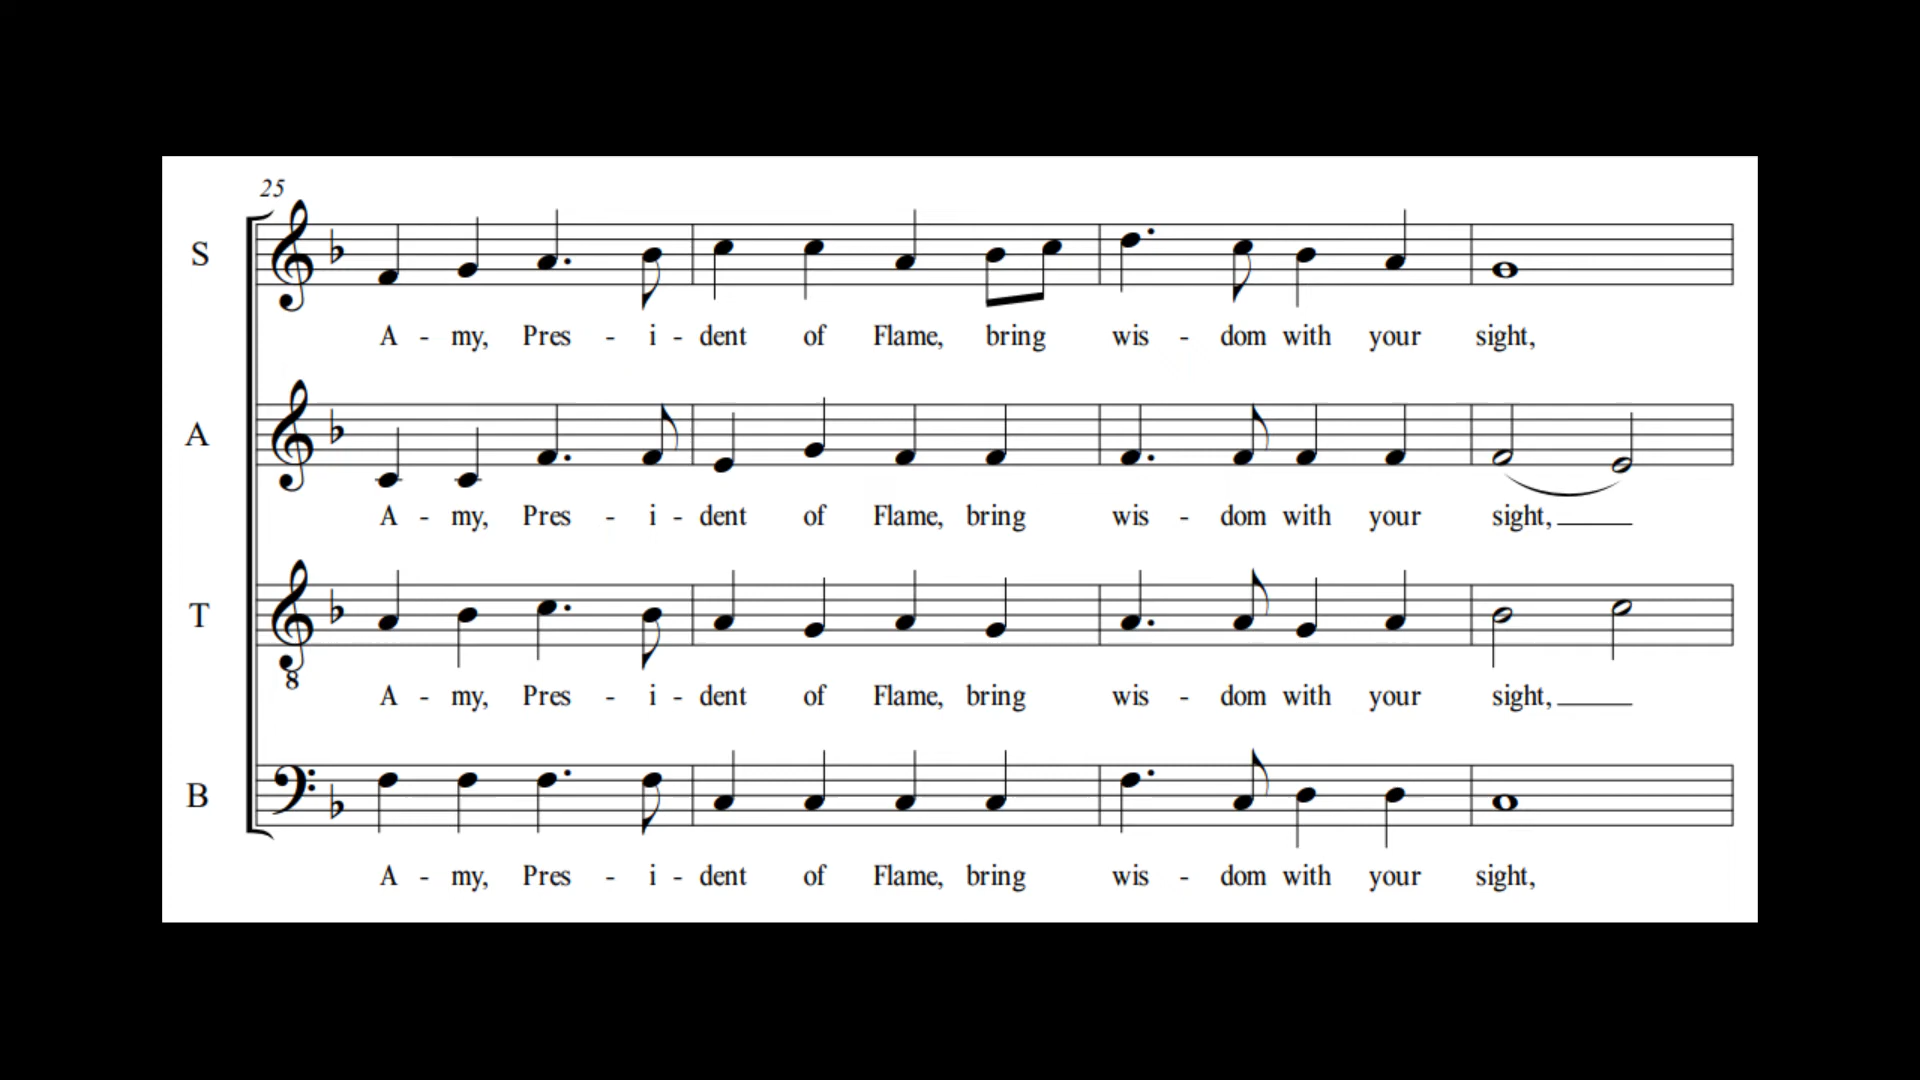 25
S
A - my, Pres - i - dent of Flame, bring wis - dom with your sight,
A
A - my, Pres - i - dent of Flame, bring wis - dom with your sight,
T
8
A - my, Pres - i - dent of Flame, bring wis - dom with your sight,
B
A - my, Pres - i - dent of Flame, bring wis - dom with your sight,